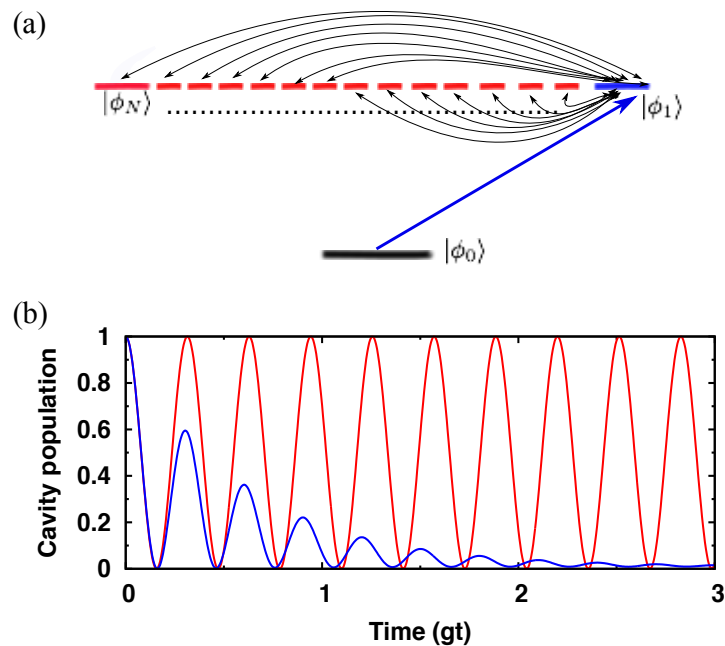 (a)
|ϕ_N⟩
|ϕ_1⟩
|ϕ_0⟩
(b)
Cavity population
1
0.8
0.6
0.4
0.2
0
0 1 2 3
Time (gt)